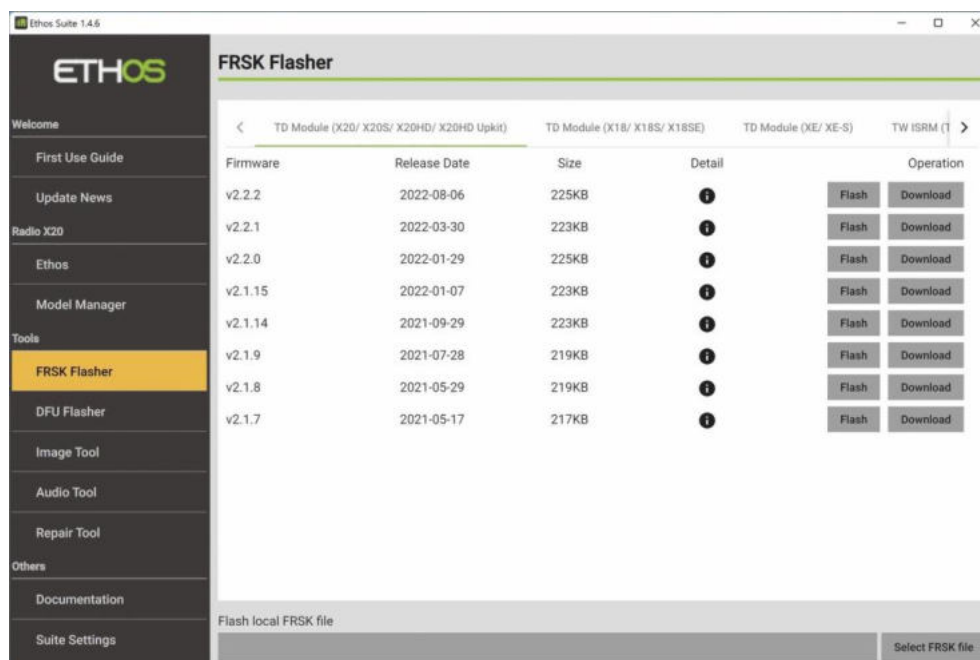 Ethos Suite 1.4.6
ETHOS
Welcome
First Use Guide
Update News
Radio X20
Ethos
Model Manager
Tools
FRSK Flasher
DFU Flasher
Image Tool
Audio Tool
Repair Tool
Others
Documentation
Suite Settings
FRSK Flasher
TD Module (X20/ X20S/ X20HD/ X20HD Upkit) TD Module (X18/ X18S/ X18SE) TD Module (XE/ XE-S) TW ISRM (T
Firmware Release Date Size Detail Operation
v2.2.2 2022-08-06 225KB Flash Download
v2.2.1 2022-03-30 223KB Flash Download
v2.2.0 2022-01-29 225KB Flash Download
v2.1.15 2022-01-07 223KB Flash Download
v2.1.14 2021-09-29 223KB Flash Download
v2.1.9 2021-07-28 219KB Flash Download
v2.1.8 2021-05-29 219KB Flash Download
v2.1.7 2021-05-17 217KB Flash Download
Flash local FRSK file
Select FRSK file